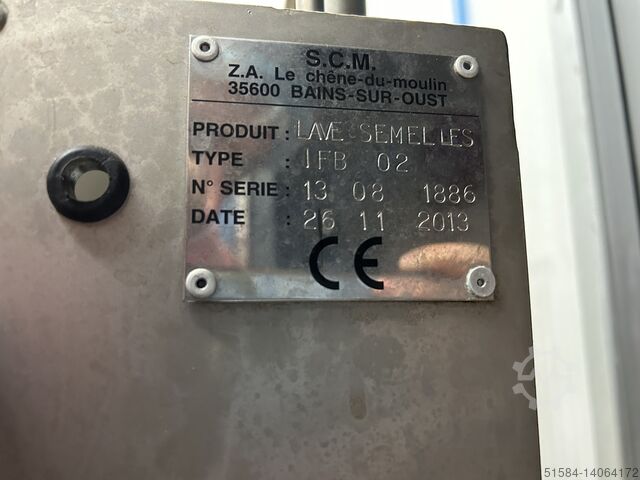 S.C.M.
Z.A. Le chêne-du-moulin
35600 BAINS-SUR-OUST
PRODUIT : LAVE SEMELLES
TYPE : IFB 02
N° SERIE : 13 08 1886
DATE : 26 11 2013
CE
51584-14064172